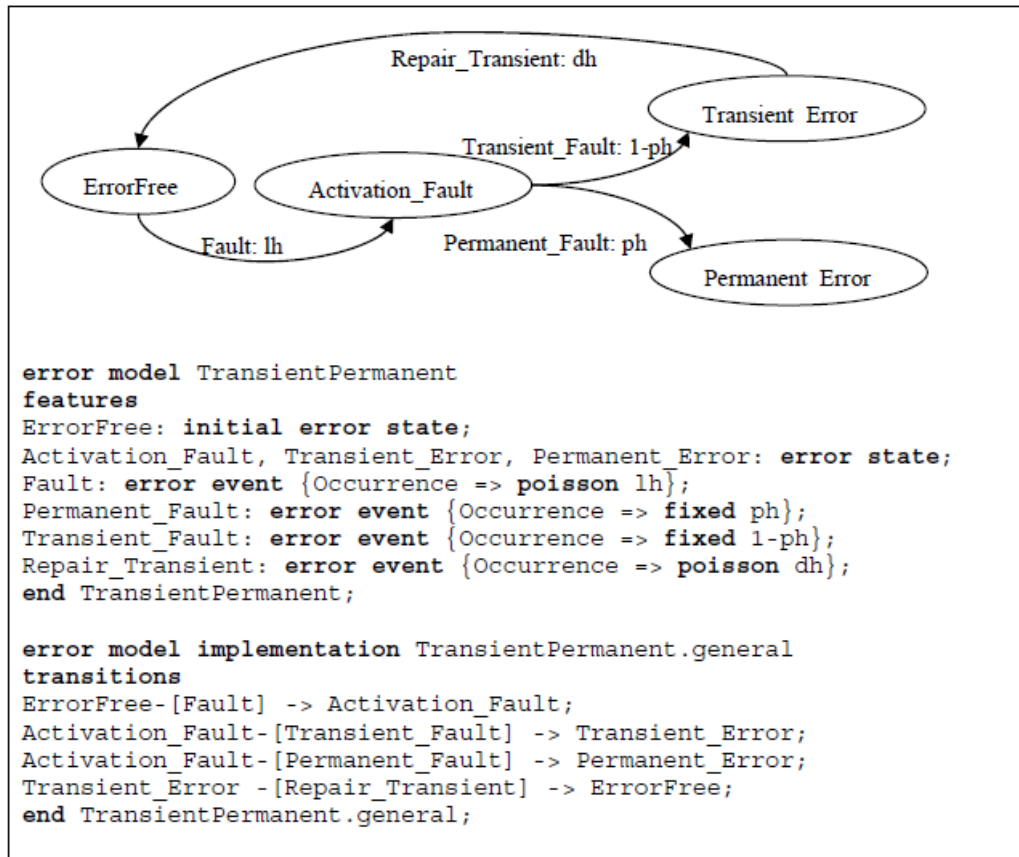 Repair_Transient: dh
Transient Error
Transient_Fault: 1-ph
ErrorFree
Activation_Fault
Fault: lh
Permanent_Fault: ph
Permanent Error
error model TransientPermanent
features
ErrorFree: initial error state;
Activation_Fault, Transient_Error, Permanent_Error: error state;
Fault: error event {Occurrence => poisson lh};
Permanent_Fault: error event {Occurrence => fixed ph};
Transient_Fault: error event {Occurrence => fixed 1-ph};
Repair_Transient: error event {Occurrence => poisson dh};
end TransientPermanent;
error model implementation TransientPermanent.general
transitions
ErrorFree-[Fault] -> Activation_Fault;
Activation_Fault-[Transient_Fault] -> Transient_Error;
Activation_Fault-[Permanent_Fault] -> Permanent_Error;
Transient_Error -[Repair_Transient] -> ErrorFree;
end TransientPermanent.general;